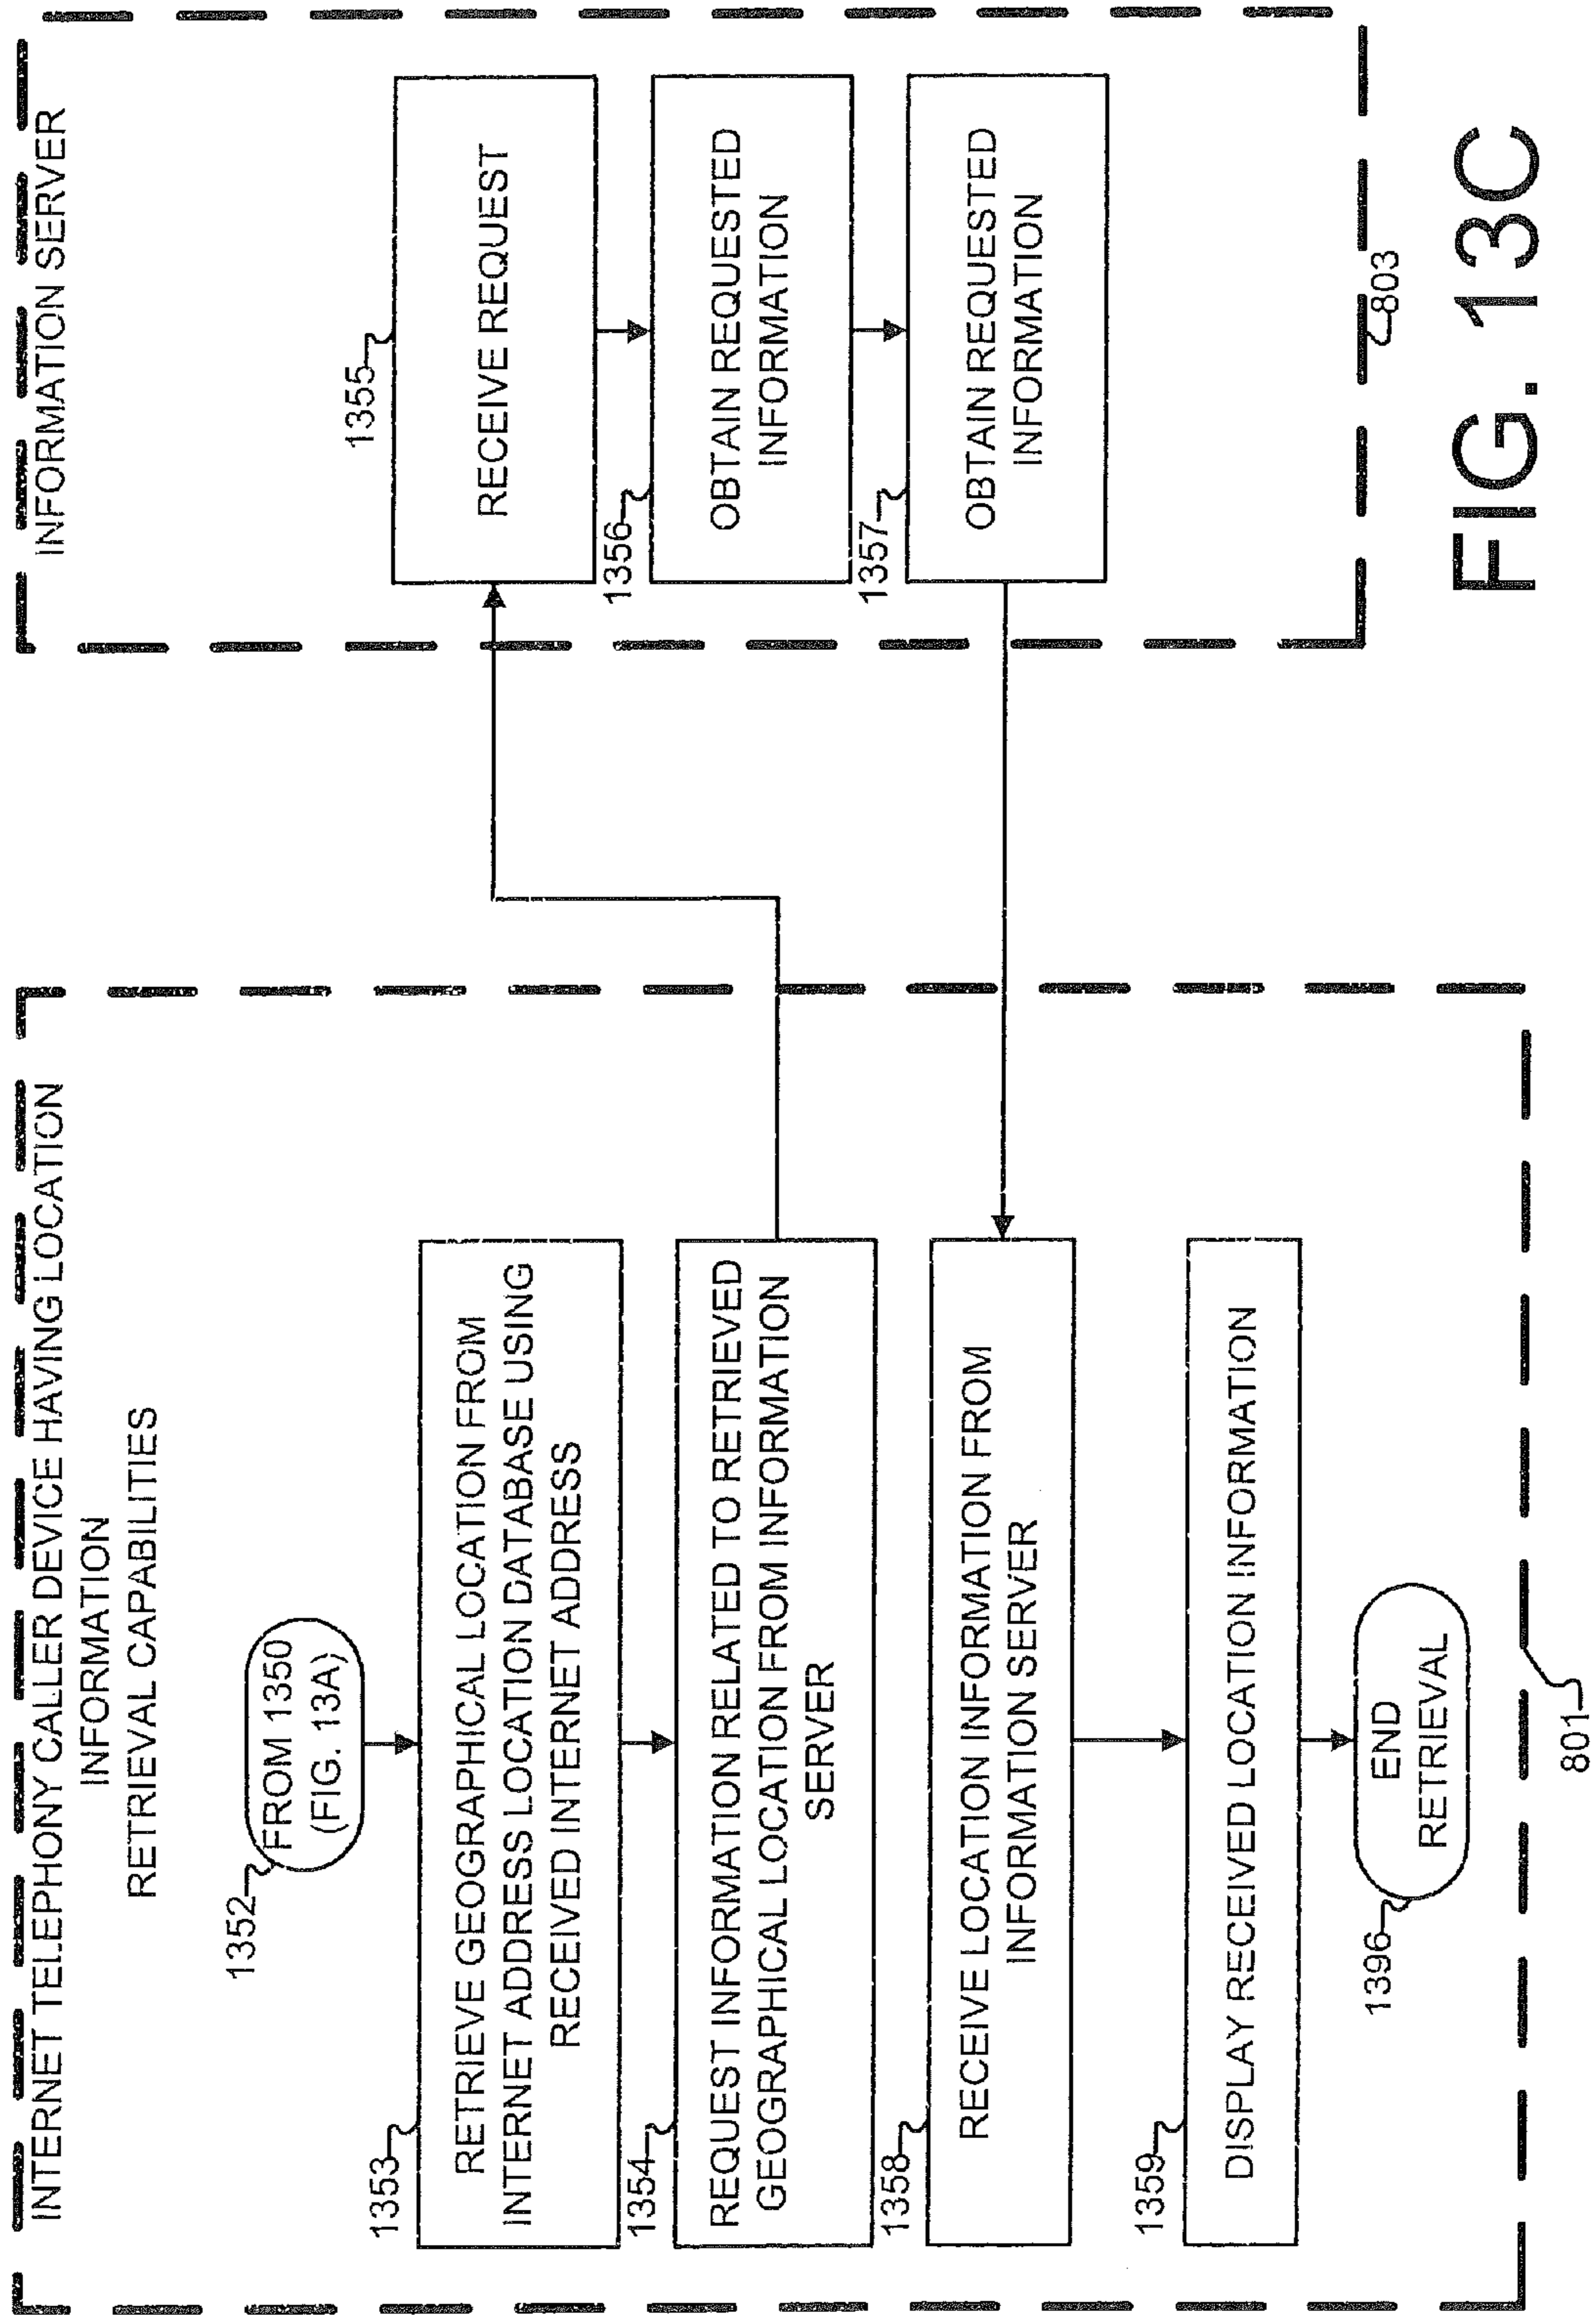 INTERNET TELEPHONY CALLER DEVICE HAVING LOCATION
INFORMATION
RETRIEVAL CAPABILITIES
1352
FROM 1350
(FIG. 13A)
1353
RETRIEVE GEOGRAPHICAL LOCATION FROM
INTERNET ADDRESS LOCATION DATABASE USING
RECEIVED INTERNET ADDRESS
1354
REQUEST INFORMATION RELATED TO RETRIEVED
GEOGRAPHICAL LOCATION FROM INFORMATION
SERVER
1358
RECEIVE LOCATION INFORMATION FROM
INFORMATION SERVER
1359
DISPLAY RECEIVED LOCATION INFORMATION
1396
END
RETRIEVAL
801
INFORMATION SERVER
1355
RECEIVE REQUEST
1356
OBTAIN REQUESTED
INFORMATION
1357
OBTAIN REQUESTED
INFORMATION
803
FIG. 13C